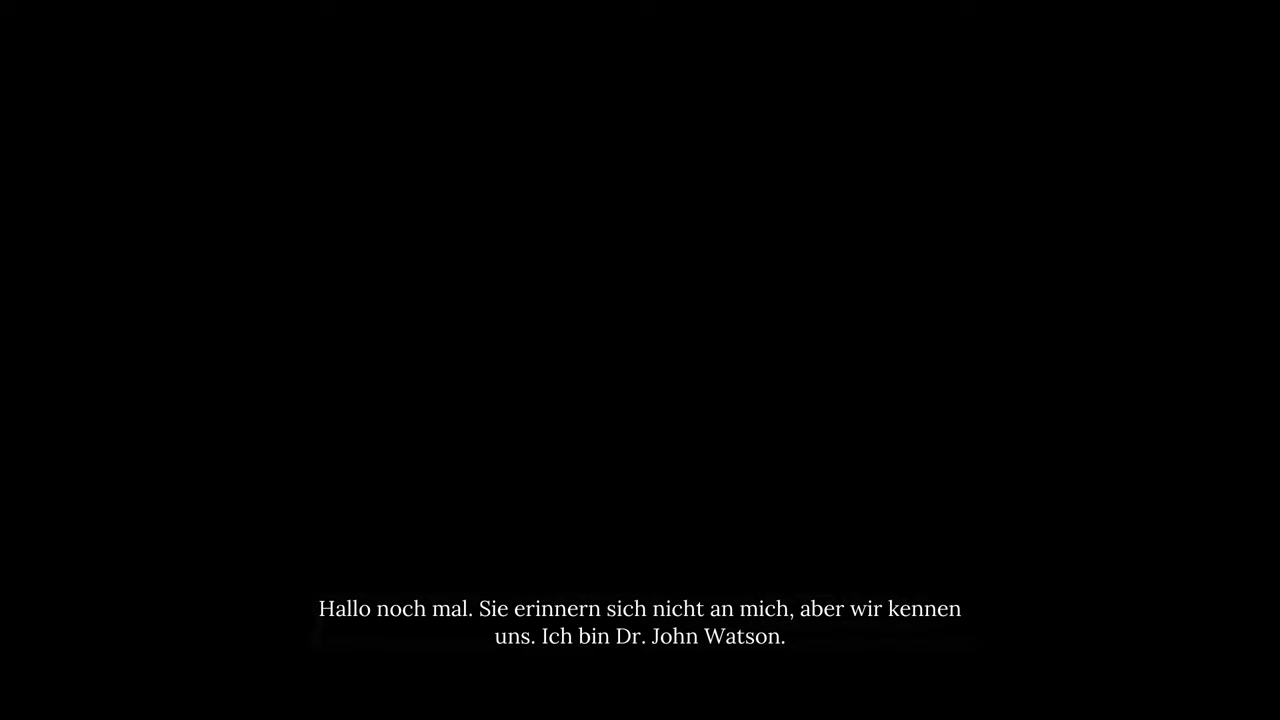 Hallo noch mal. Sie erinnern sich nicht an mich, aber wir kennen
uns. Ich bin Dr. John Watson.